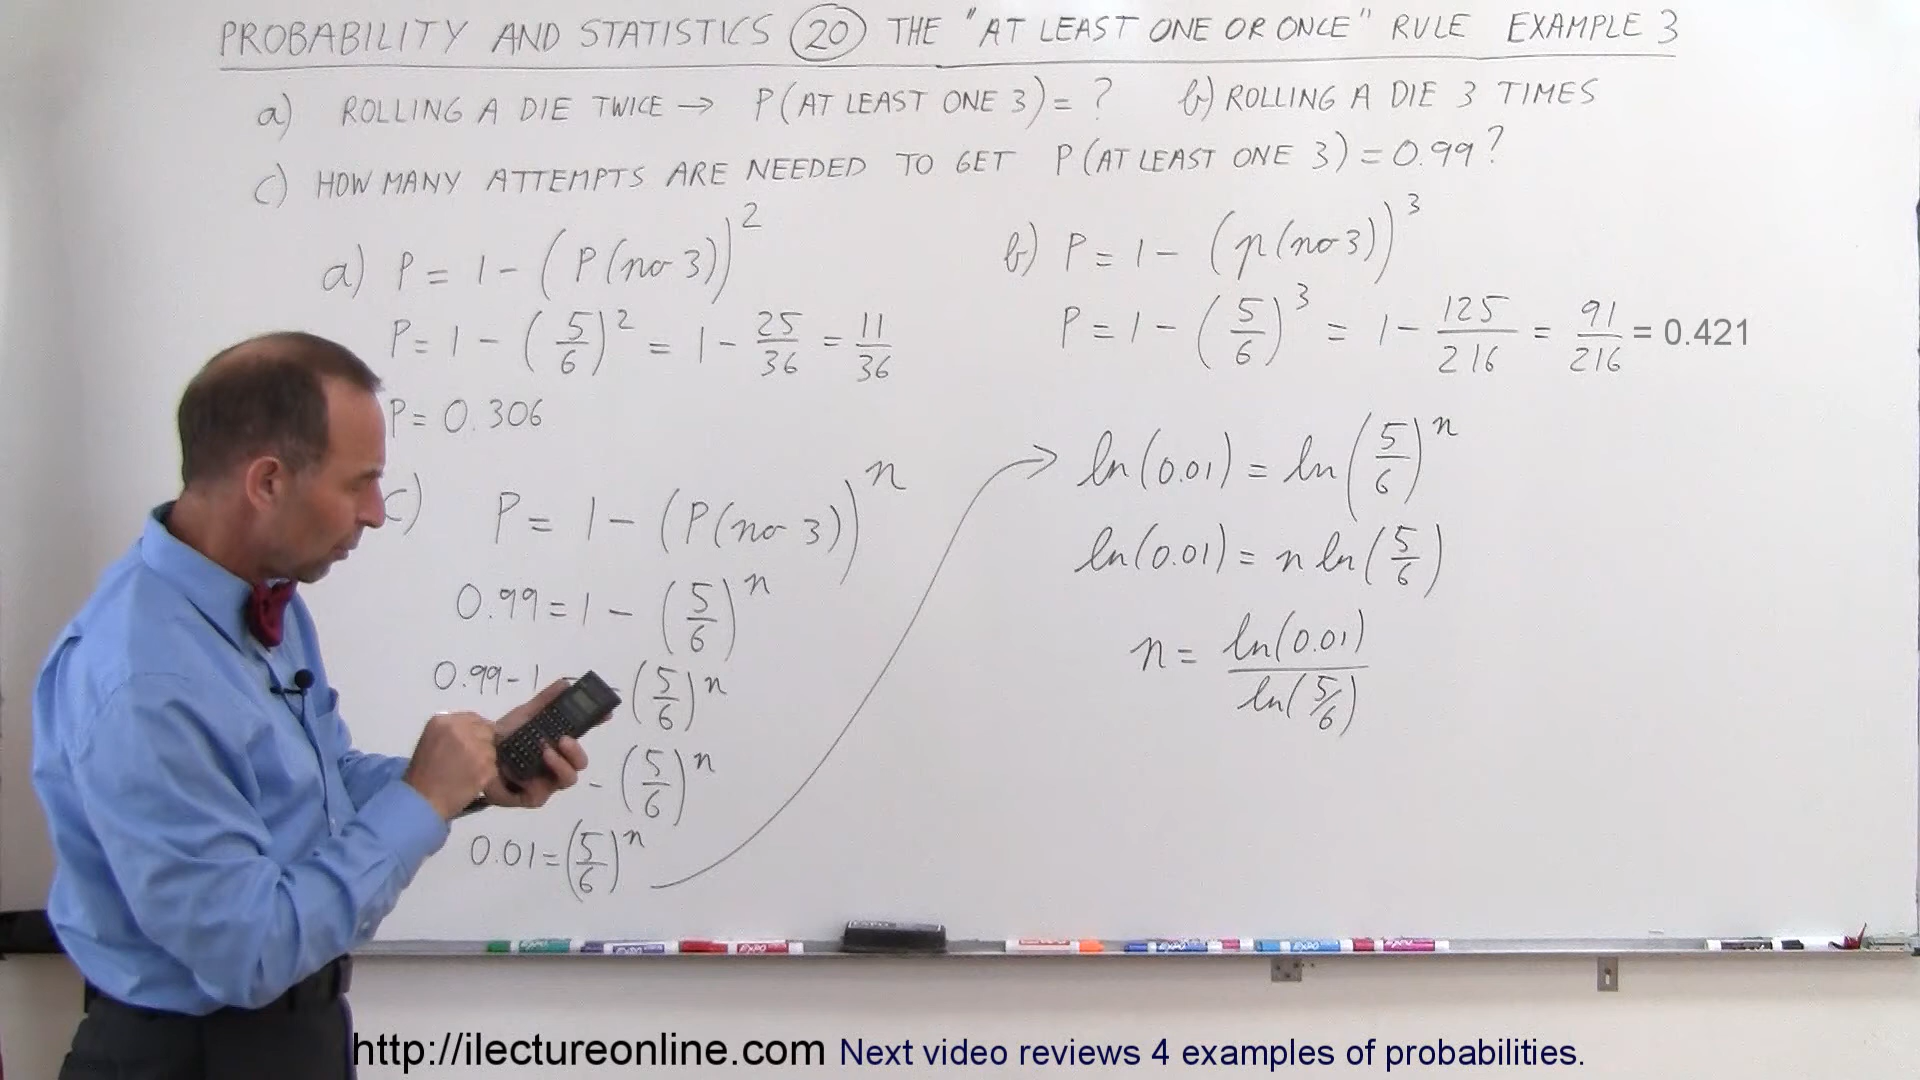 PROBABILITY AND STATISTICS 20 THE "AT LEAST ONE OR ONCE" RULE EXAMPLE 3
a) ROLLING A DIE TWICE → P(AT LEAST ONE 3) = ? b) ROLLING A DIE 3 TIMES
c) HOW MANY ATTEMPTS ARE NEEDED TO GET P(AT LEAST ONE 3) = 0.99?
a) P = 1 - (P(no 3))^2
P = 1 - (5/6)^2 = 1 - 25/36 = 11/36
P = 0.306
c) P = 1 - (P(no 3))^n
0.99 = 1 - (5/6)^n
0.99 - 1 = - (5/6)^n
- (5/6)^n
0.01 = (5/6)^n
b) P = 1 - (p(no 3))^3
P = 1 - (5/6)^3 = 1 - 125/216 = 91/216 = 0.421
ln(0.01) = ln(5/6)^n
ln(0.01) = n ln(5/6)
n = ln(0.01) / ln(5/6)
http://ilectureonline.com Next video reviews 4 examples of probabilities.